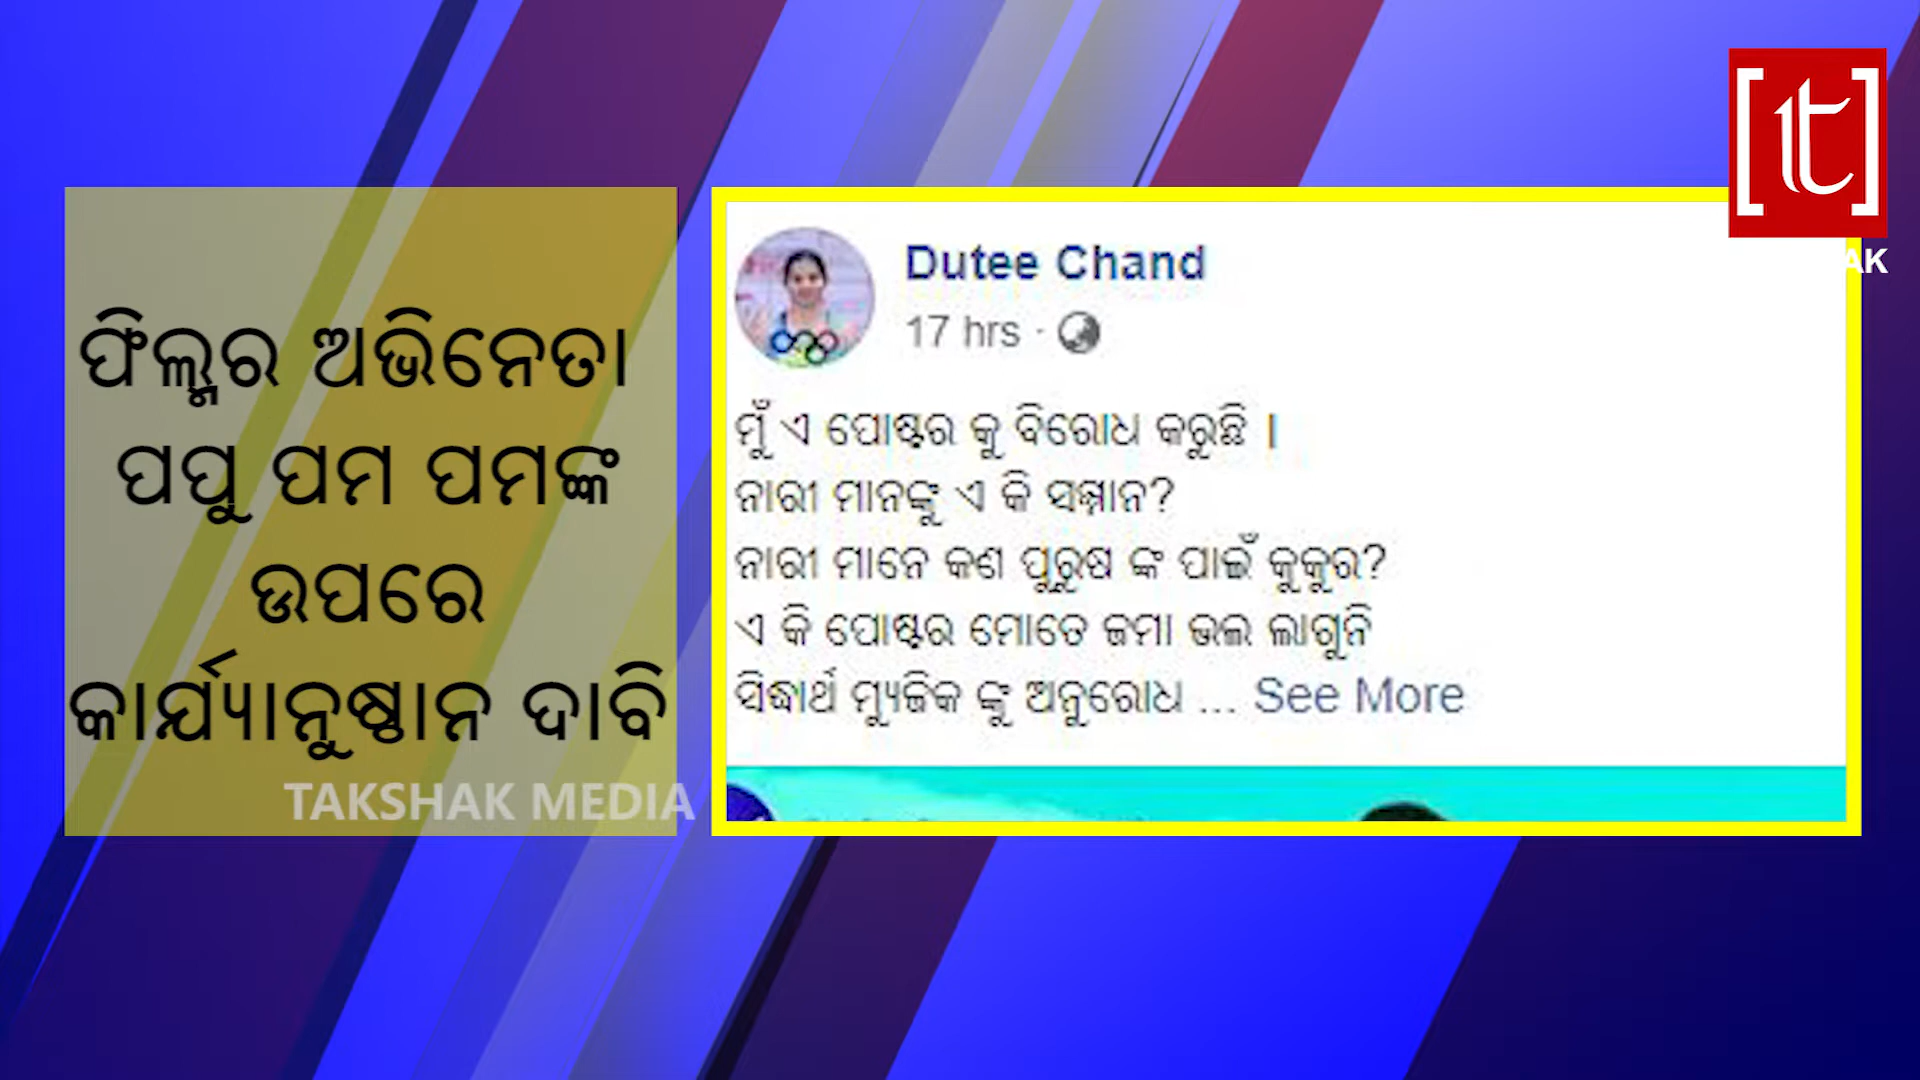 ଫିଲ୍ମର ଅଭିନେତା
ପପୁ ପମ ପମଙ୍କ
ଉପରେ
କାର୍ଯ୍ୟାନୁଷ୍ଠାନ ଦାବି
TAKSHAK MEDIA
Dutee Chand
17 hrs ·
ମୁଁ ଏ ପୋଷ୍ଟର କୁ ବିରୋଧ କରୁଛି ।
ନାରୀ ମାନଙ୍କୁ ଏ କି ସମ୍ମାନ?
ନାରୀ ମାନେ କଣ ପୁରୁଷ ଙ୍କ ପାଇଁ କୁକୁର?
ଏ କି ପୋଷ୍ଟର ମୋତେ ଜମା ଭଲ ଲାଗୁନି
ସିଦ୍ଧାର୍ଥ ମ୍ୟୁଜିକ ଙ୍କୁ ଅନୁରୋଧ ... See More
[t]
AK